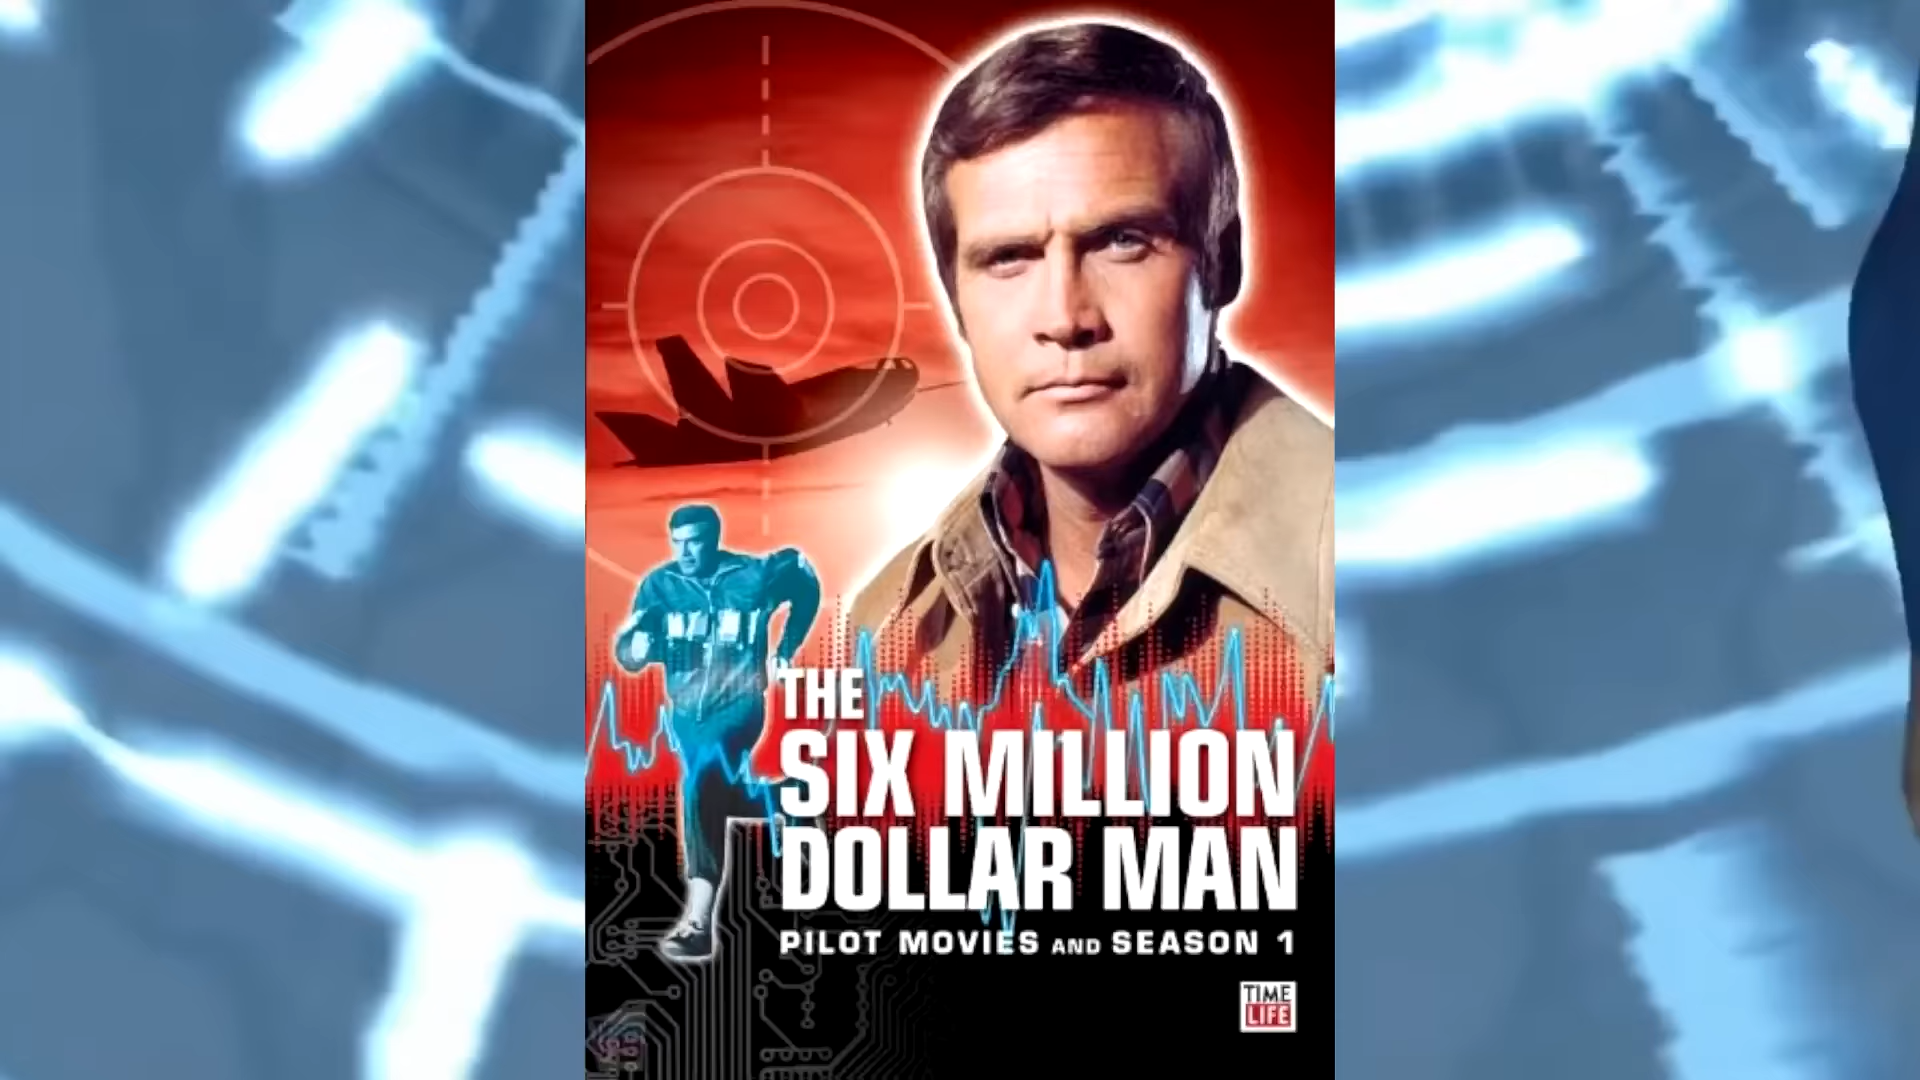 THE
SIX MILLION
DOLLAR MAN
PILOT MOVIES AND SEASON 1
TIME
LIFE